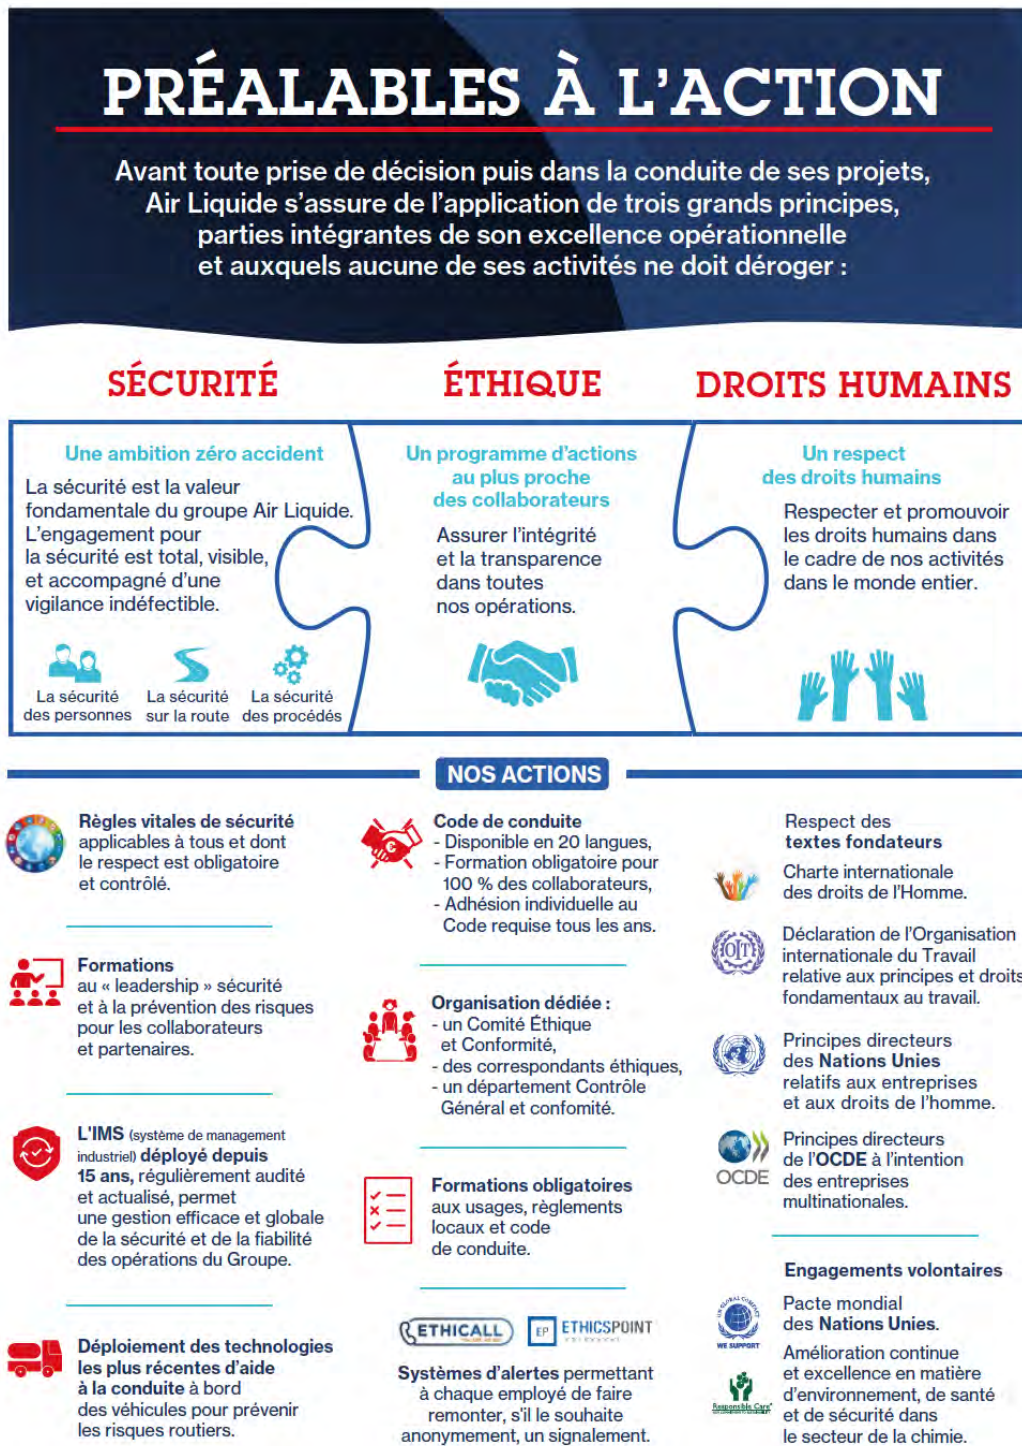 PRÉALABLES À L'ACTION
Avant toute prise de décision puis dans la conduite de ses projets,
Air Liquide s'assure de l'application de trois grands principes,
parties intégrantes de son excellence opérationnelle
et auxquels aucune de ses activités ne doit déroger :
SÉCURITÉ
Une ambition zéro accident
La sécurité est la valeur
fondamentale du groupe Air Liquide.
L'engagement pour
la sécurité est total, visible,
et accompagné d'une
vigilance indéfectible.
La sécurité
des personnes
La sécurité
sur la route
La sécurité
des procédés
ÉTHIQUE
Un programme d'actions
au plus proche
des collaborateurs
Assurer l'intégrité
et la transparence
dans toutes
nos opérations.
DROITS HUMAINS
Un respect
des droits humains
Respecter et promouvoir
les droits humains dans
le cadre de nos activités
dans le monde entier.
NOS ACTIONS
Règles vitales de sécurité
applicables à tous et dont
le respect est obligatoire
et contrôlé.
Formations
au « leadership » sécurité
et à la prévention des risques
pour les collaborateurs
et partenaires.
L'IMS (système de management
industriel) déployé depuis
15 ans, régulièrement audité
et actualisé, permet
une gestion efficace et globale
de la sécurité et de la fiabilité
des opérations du Groupe.
Déploiement des technologies
les plus récentes d'aide
à la conduite à bord
des véhicules pour prévenir
les risques routiers.
Code de conduite
- Disponible en 20 langues,
- Formation obligatoire pour
100 % des collaborateurs,
- Adhésion individuelle au
Code requise tous les ans.
Organisation dédiée :
- un Comité Éthique
et Conformité,
- des correspondants éthiques,
- un département Contrôle
Général et confomité.
Formations obligatoires
aux usages, règlements
locaux et code
de conduite.
ETHICALL
EP ETHICSPOINT
Systèmes d'alertes permettant
à chaque employé de faire
remonter, s'il le souhaite
anonymement, un signalement.
Respect des
textes fondateurs
Charte internationale
des droits de l'Homme.
OIT
Déclaration de l'Organisation
internationale du Travail
relative aux principes et droits
fondamentaux au travail.
Principes directeurs
des Nations Unies
relatifs aux entreprises
et aux droits de l'homme.
OCDE
Principes directeurs
de l'OCDE à l'intention
des entreprises
multinationales.
Engagements volontaires
WE SUPPORT
Pacte mondial
des Nations Unies.
Responsible Care
Amélioration continue
et excellence en matière
d'environnement, de santé
et de sécurité dans
le secteur de la chimie.